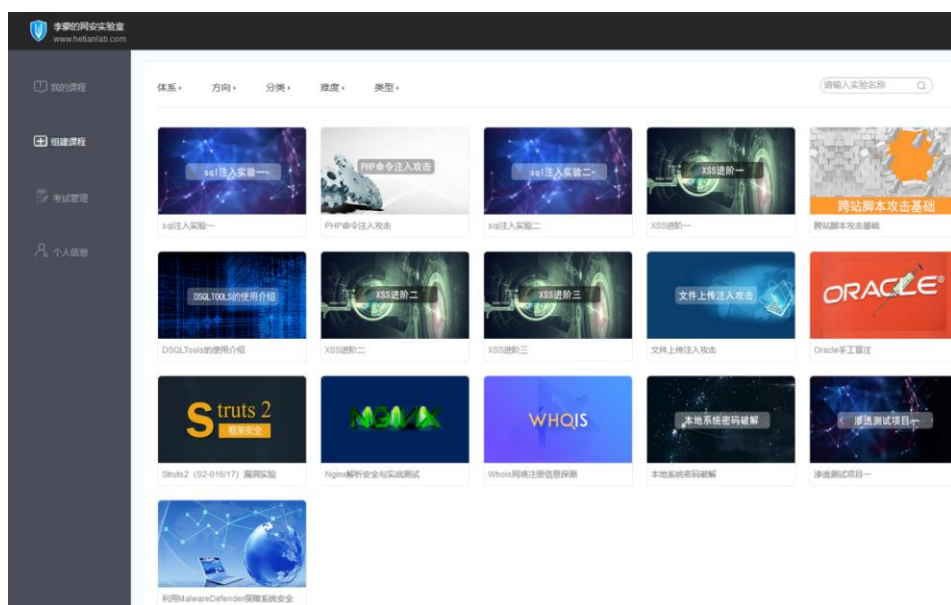 李蒙的网安实验室
www.hetianlab.com
我的课程
组建课程
考试管理
个人信息
体系
方向
分类
难度
类型
请输入实验名称
sql注入实验一
PHP命令注入攻击
sql注入实验二
XSS进阶一
跨站脚本攻击基础
sql注入实验一
PHP命令注入攻击
sql注入实验二
XSS进阶一
跨站脚本攻击基础
DSQLTOOLS的使用介绍
XSS进阶二
XSS进阶三
文件上传注入攻击
ORACLE®
DSQLTools的使用介绍
XSS进阶二
XSS进阶三
文件上传注入攻击
Oracle手工盲注
Struts 2
框架安全
NGINX
WHOIS
本地系统密码破解
渗透测试项目一
Struts2（S2-016/17）漏洞实验
Nginx解析安全与实战测试
Whois网络注册信息探测
本地系统密码破解
渗透测试项目一
利用MalwareDefender保障系统安全